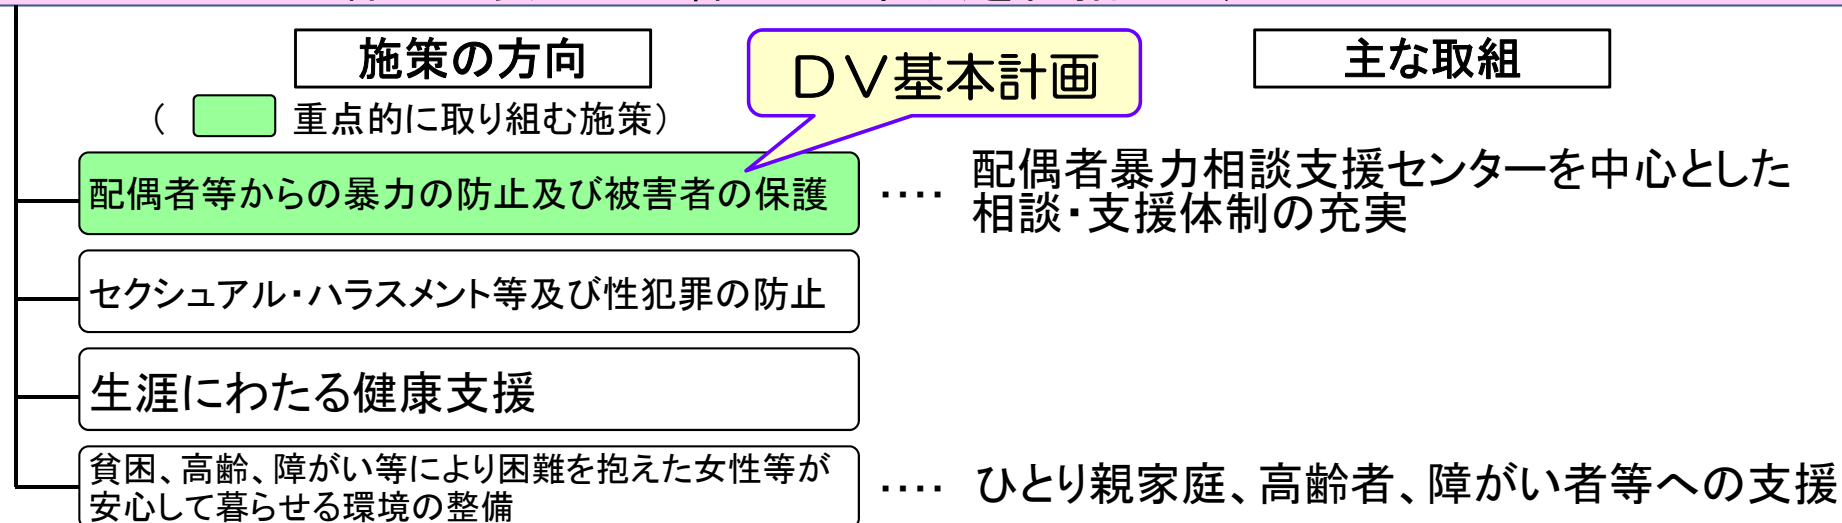 施策の方向
DV基本計画
主な取組
( 重点的に取り組む施策)
配偶者等からの暴力の防止及び被害者の保護
‥‥ 配偶者暴力相談支援センターを中心とした
相談・支援体制の充実
セクシュアル・ハラスメント等及び性犯罪の防止
生涯にわたる健康支援
貧困、高齢、障がい等により困難を抱えた女性等が
安心して暮らせる環境の整備
‥‥ ひとり親家庭、高齢者、障がい者等への支援